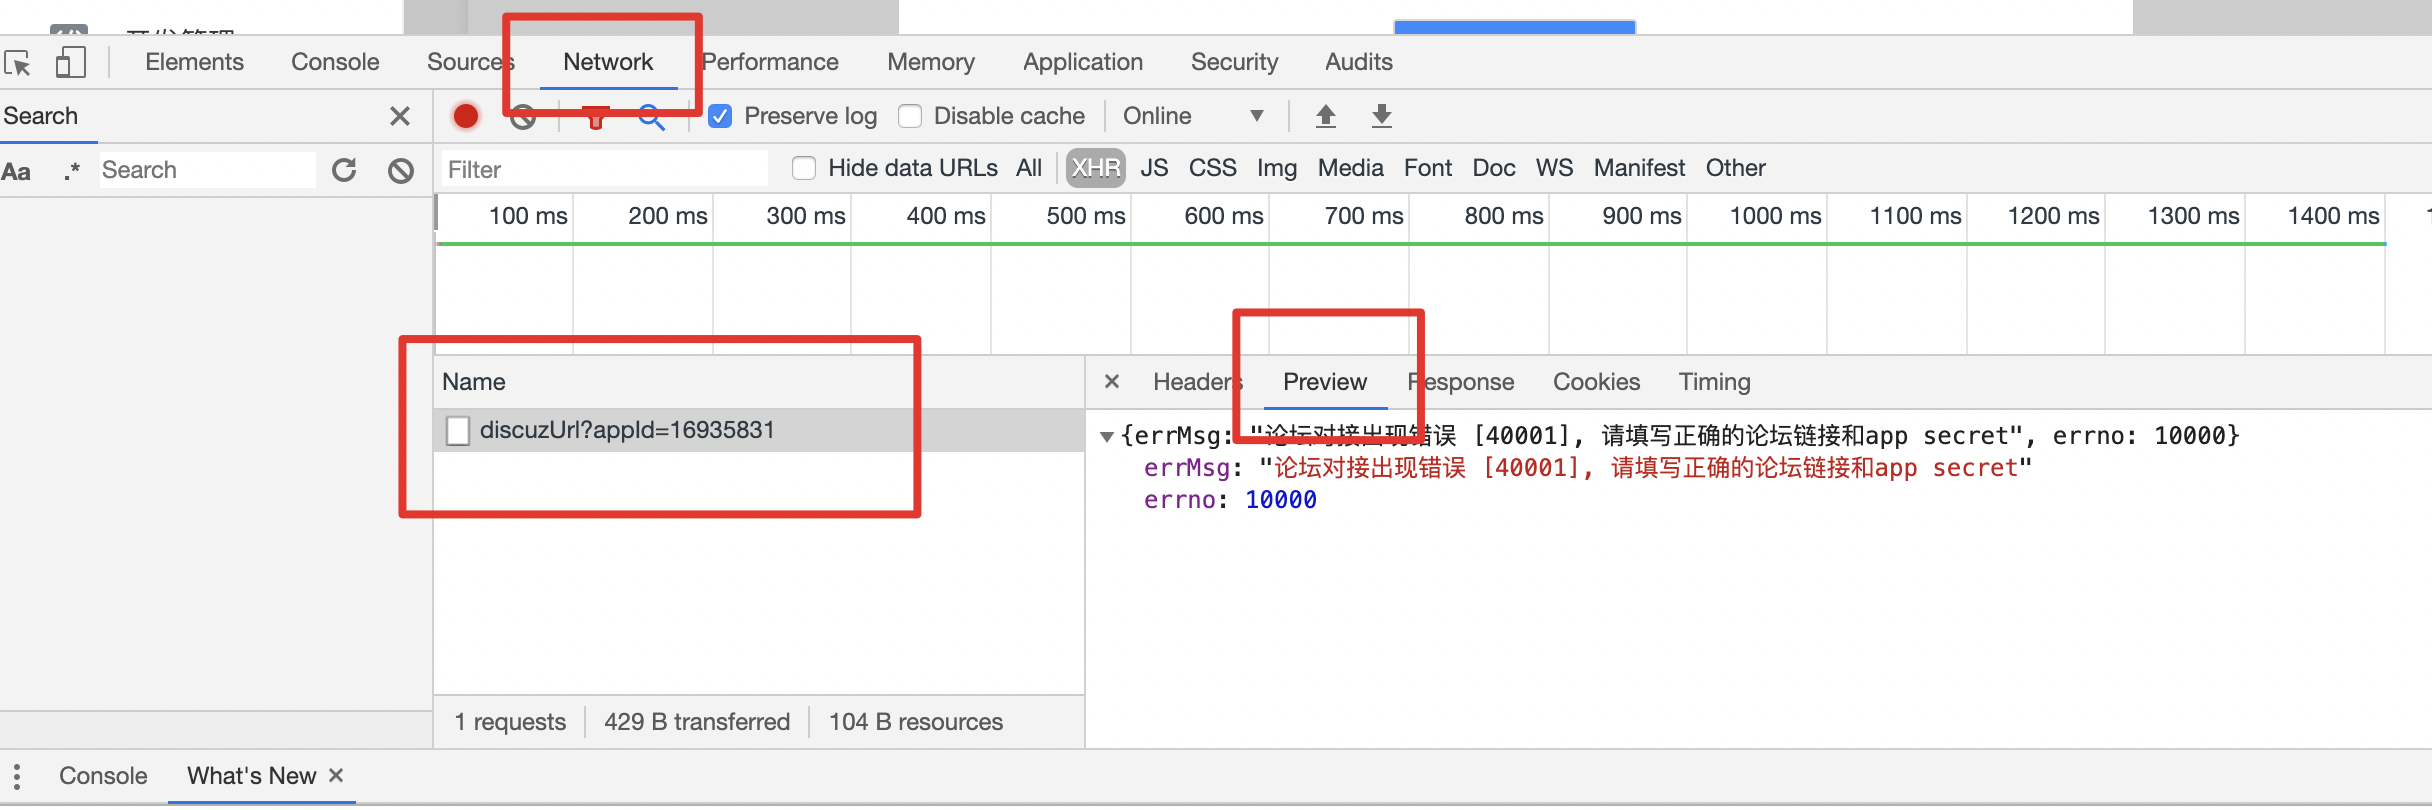 开发管理
Elements Console Sources Network Performance Memory Application Security Audits
Search
Preserve log Disable cache Online
Aa .* Search
Filter Hide data URLs All XHR JS CSS Img Media Font Doc WS Manifest Other
100 ms 200 ms 300 ms 400 ms 500 ms 600 ms 700 ms 800 ms 900 ms 1000 ms 1100 ms 1200 ms 1300 ms 1400 ms
Name
discuzUrl?appId=16935831
Headers Preview Response Cookies Timing
{errMsg: "论坛对接出现错误 [40001], 请填写正确的论坛链接和app secret", errno: 10000}
errMsg: "论坛对接出现错误 [40001], 请填写正确的论坛链接和app secret"
errno: 10000
1 requests 429 B transferred 104 B resources
Console What's New